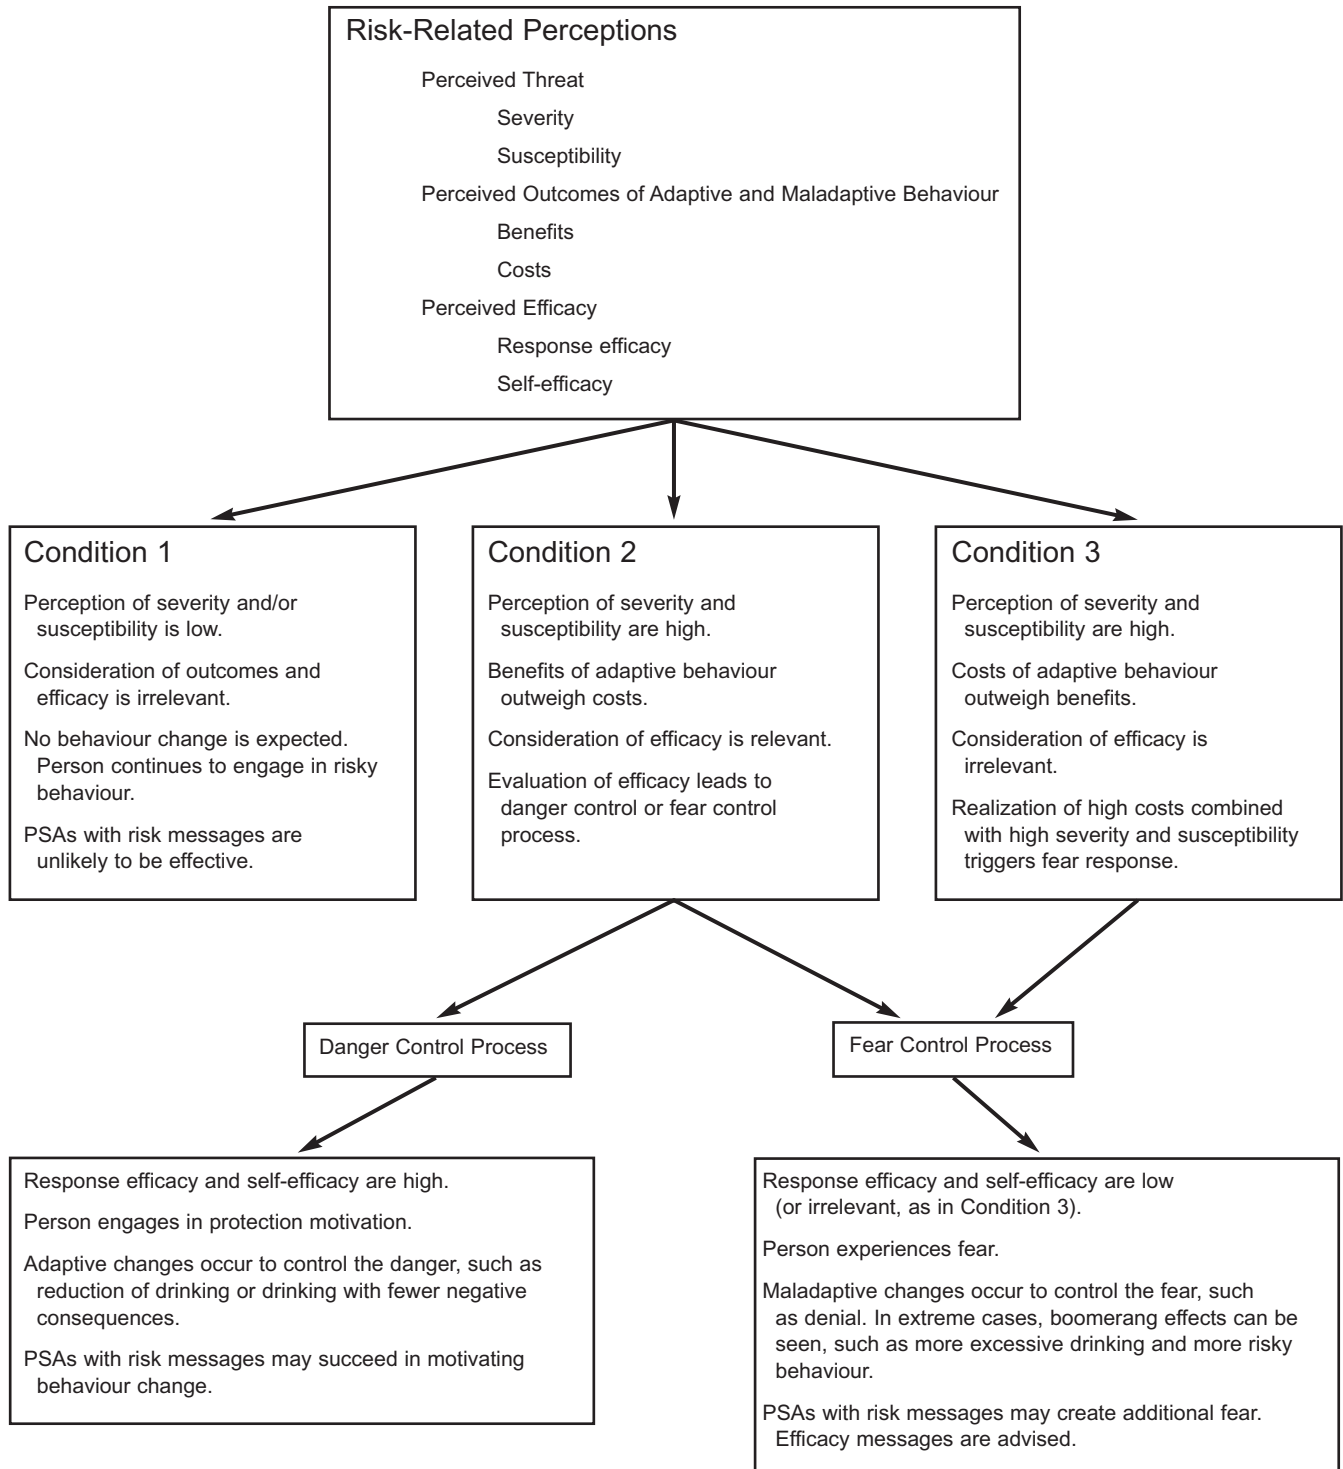 Risk-Related Perceptions
Perceived Threat
Severity
Susceptibility
Perceived Outcomes of Adaptive and Maladaptive Behaviour
Benefits
Costs
Perceived Efficacy
Response efficacy
Self-efficacy
Condition 1
Perception of severity and/or
susceptibility is low.
Consideration of outcomes and
efficacy is irrelevant.
No behaviour change is expected.
Person continues to engage in risky
behaviour.
PSAs with risk messages are
unlikely to be effective.
Condition 2
Perception of severity and
susceptibility are high.
Benefits of adaptive behaviour
outweigh costs.
Consideration of efficacy is relevant.
Evaluation of efficacy leads to
danger control or fear control
process.
Condition 3
Perception of severity and
susceptibility are high.
Costs of adaptive behaviour
outweigh benefits.
Consideration of efficacy is
irrelevant.
Realization of high costs combined
with high severity and susceptibility
triggers fear response.
Danger Control Process
Fear Control Process
Response efficacy and self-efficacy are high.
Person engages in protection motivation.
Adaptive changes occur to control the danger, such as
reduction of drinking or drinking with fewer negative
consequences.
PSAs with risk messages may succeed in motivating
behaviour change.
Response efficacy and self-efficacy are low
(or irrelevant, as in Condition 3).
Person experiences fear.
Maladaptive changes occur to control the fear, such
as denial. In extreme cases, boomerang effects can be
seen, such as more excessive drinking and more risky
behaviour.
PSAs with risk messages may create additional fear.
Efficacy messages are advised.